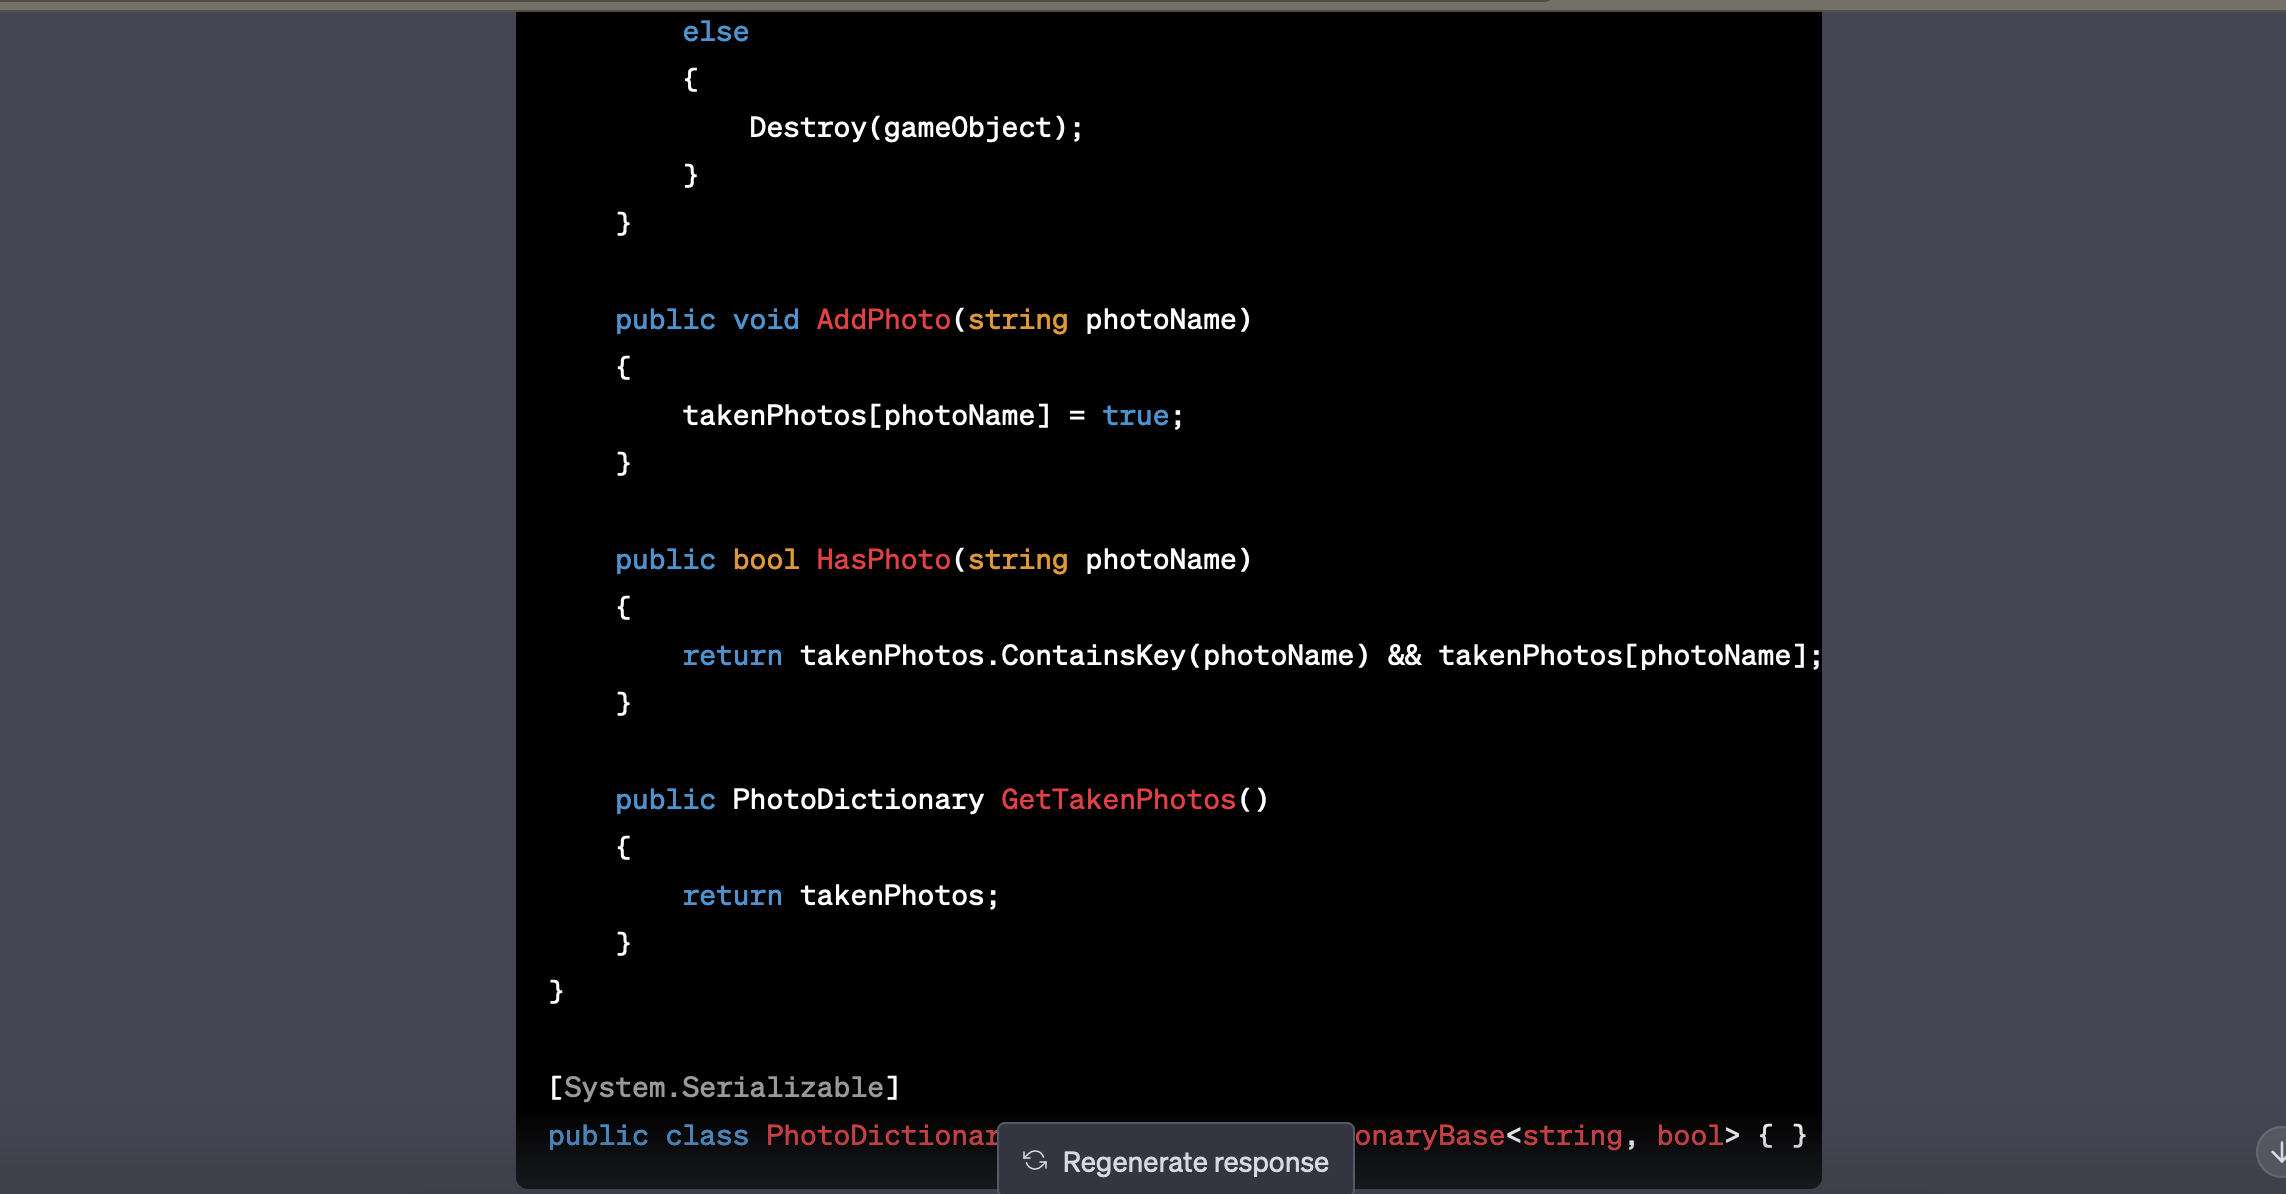 else
{
Destroy(gameObject);
}
}
public void AddPhoto(string photoName)
{
takenPhotos[photoName] = true;
}
public bool HasPhoto(string photoName)
{
return takenPhotos.ContainsKey(photoName) && takenPhotos[photoName];
}
public PhotoDictionary GetTakenPhotos()
{
return takenPhotos;
}
}
[System.Serializable]
public class PhotoDictionar onaryBase<string, bool> { }
Regenerate response